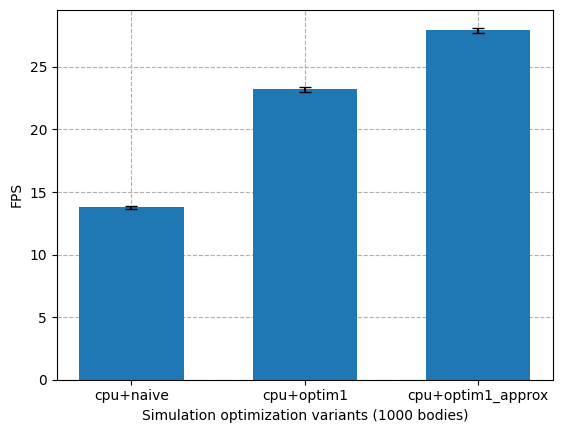 FPS
25
20
15
10
5
0
cpu+naive cpu+optim1 cpu+optim1_approx
Simulation optimization variants (1000 bodies)